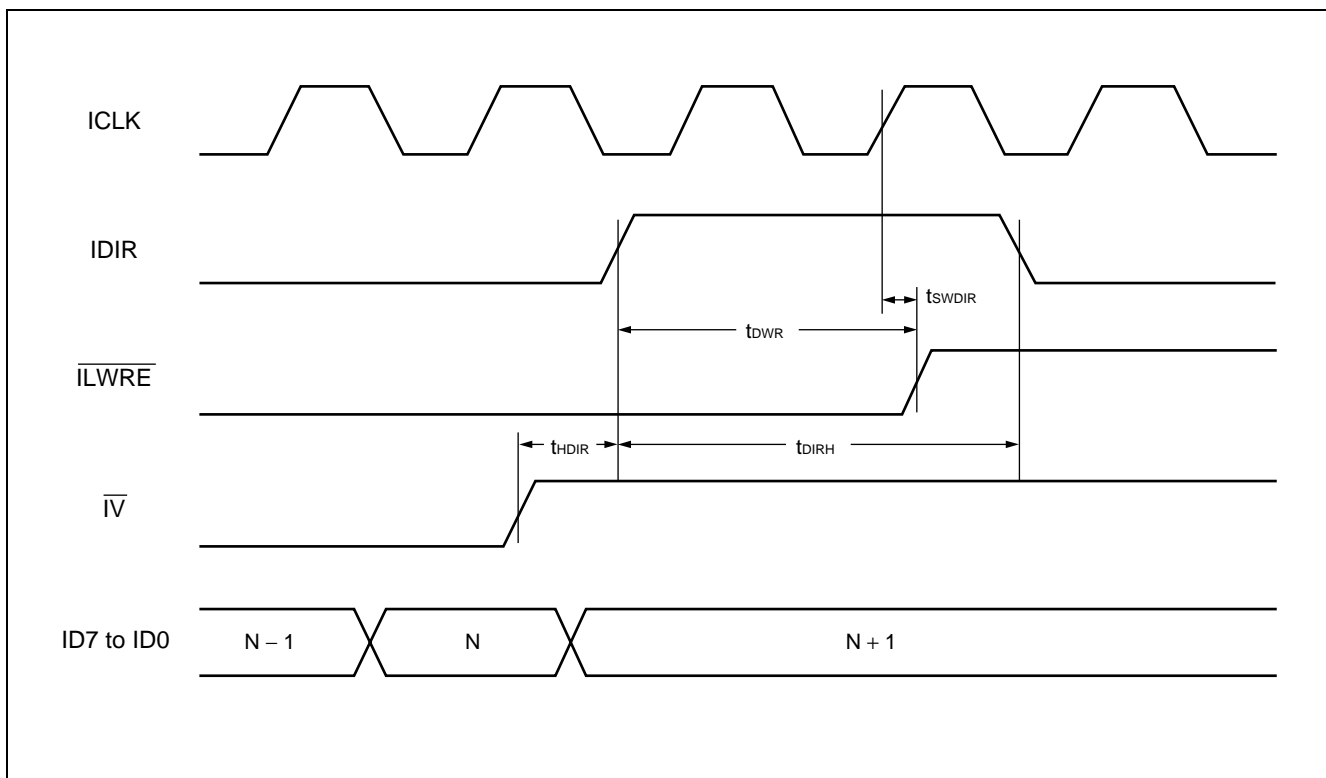 ICLK
IDIR
tSWDIR
tDWR
ILWRE
tHDIR
tDIRH
IV
ID7 to ID0
N − 1
N
N + 1